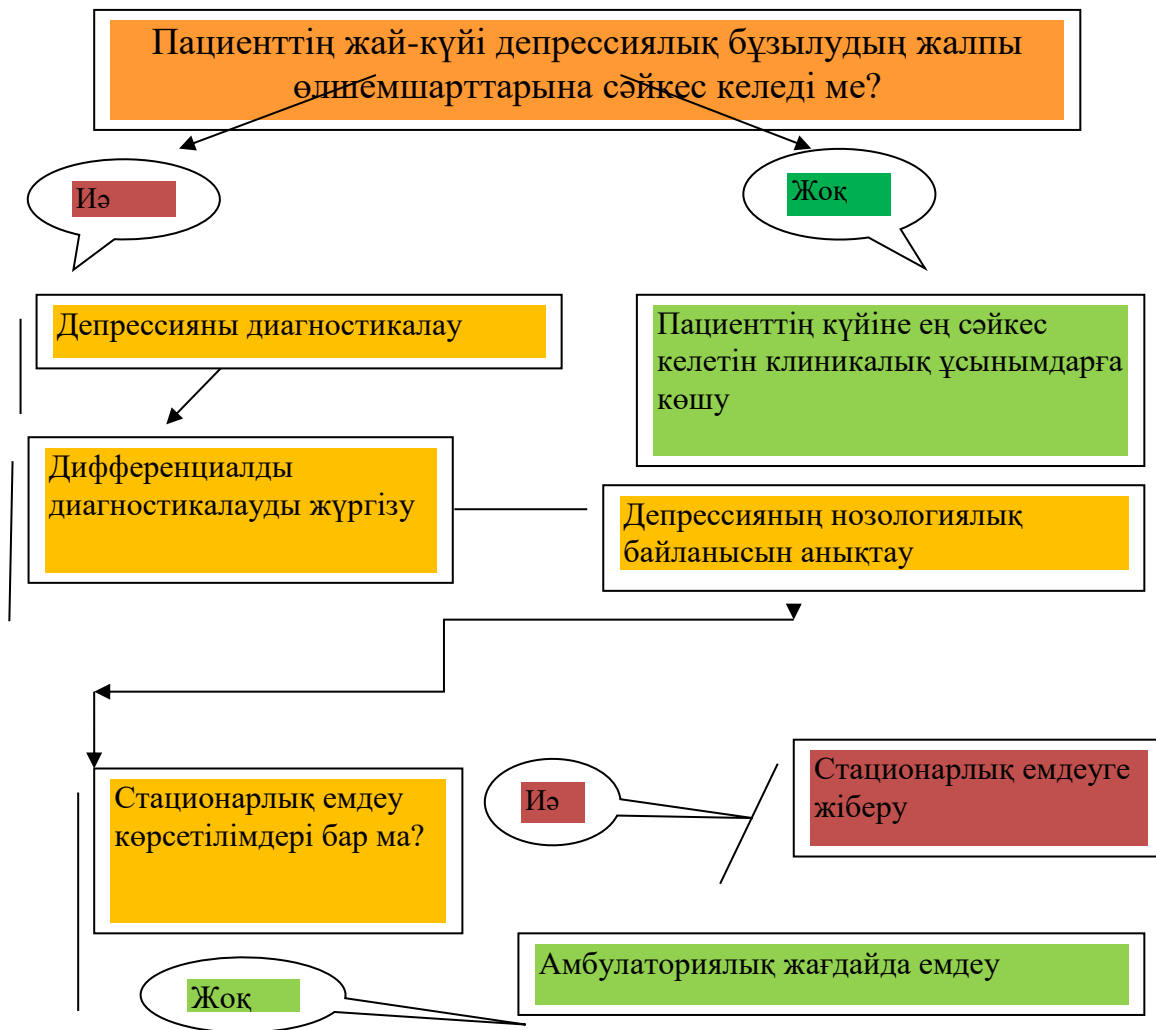 Пациенттің жай-күйі депрессиялық бұзылудың жалпы
өлшемшарттарына сәйкес келеді ме?
Иә
Жоқ
Депрессияны диагностикалау
Пациенттің күйіне ең сәйкес
келетін клиникалық ұсынымдарға
көшу
Дифференциалды
диагностикалауды жүргізу
Депрессияның нозологиялық
байланысын анықтау
Стационарлық емдеу
көрсетілімдері бар ма?
Иә
Стационарлық емдеуге
жіберу
Амбулаториялық жағдайда емдеу
Жоқ